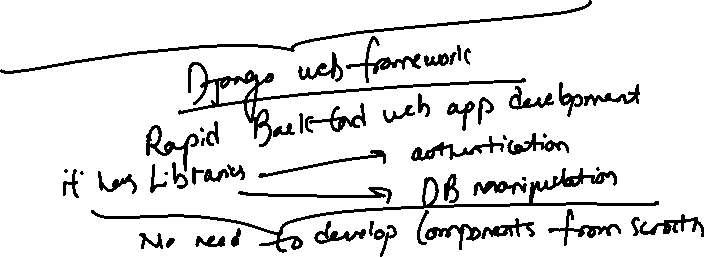 Django web-framework
Rapid Back-End web app development
it has Libraries → authentication
→ DB manipulation
No need to develop Components from scratch